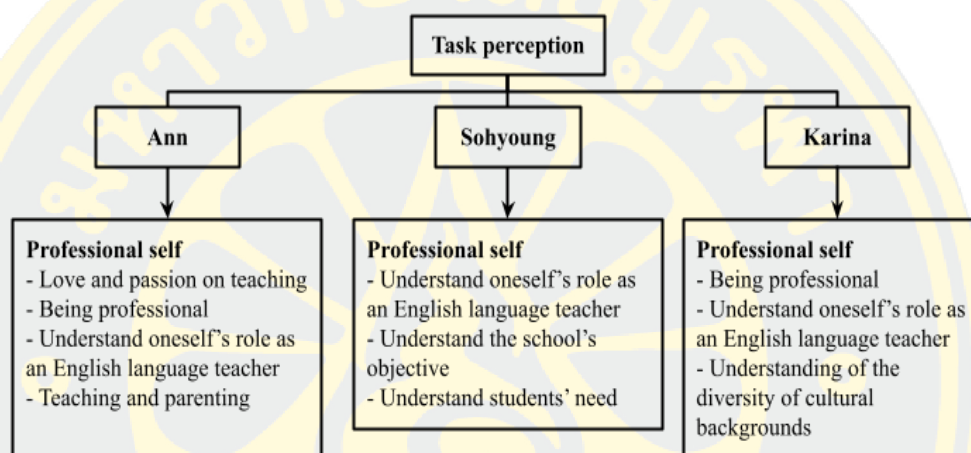 Task perception
Ann
Sohyoung
Karina
Professional self
- Love and passion on teaching
- Being professional
- Understand oneself's role as
an English language teacher
- Teaching and parenting
Professional self
- Understand oneself's role as
an English language teacher
- Understand the school's
objective
- Understand students' need
Professional self
- Being professional
- Understand oneself's role as
an English language teacher
- Understanding of the
diversity of cultural
backgrounds